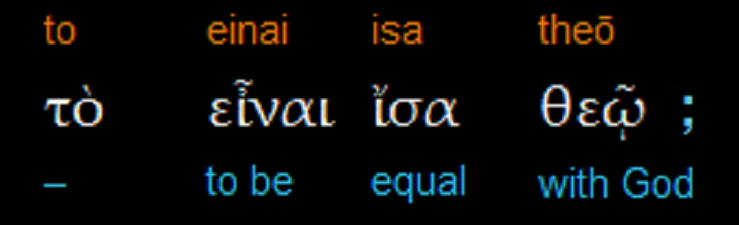 to einai isa theō
τὸ εἶναι ἴσα θεῷ ;
– to be equal with God